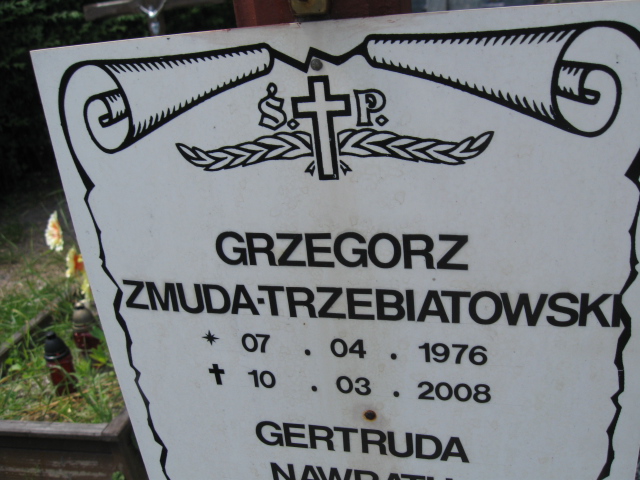 Ś. P.
GRZEGORZ
ZMUDA-TRZEBIATOWSKI
* 07 . 04 . 1976
✝ 10 . 03 . 2008
GERTRUDA